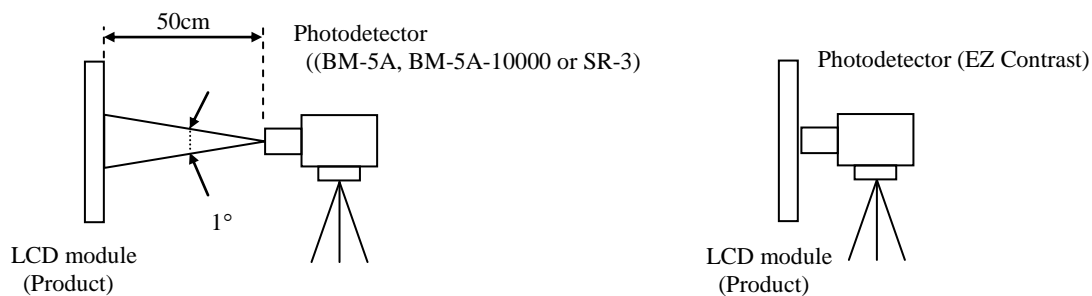 50cm
Photodetector
((BM-5A, BM-5A-10000 or SR-3)
1°
LCD module
(Product)
Photodetector (EZ Contrast)
LCD module
(Product)